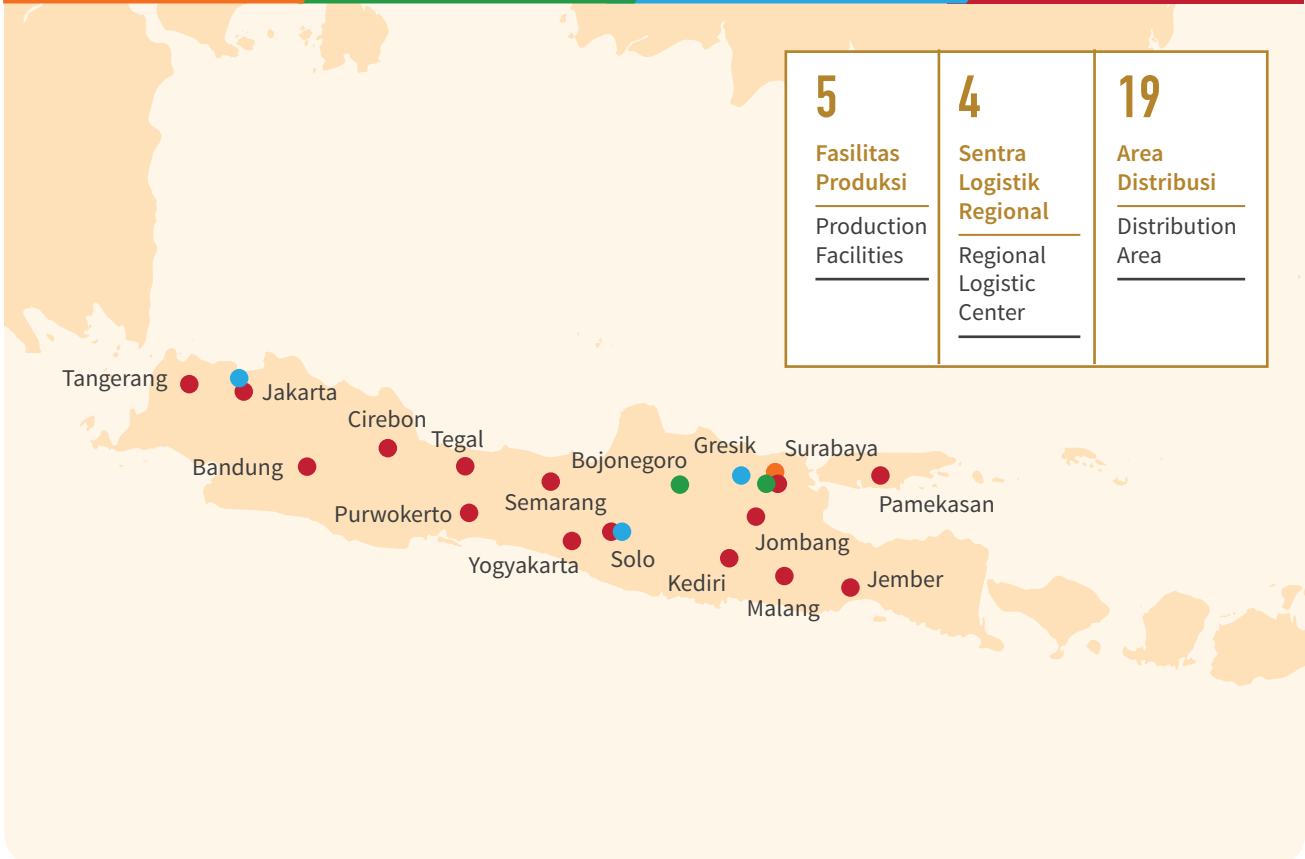 5
Fasilitas
Produksi
Production
Facilities
4
Sentra
Logistik
Regional
Regional
Logistic
Center
19
Area
Distribusi
Distribution
Area
Tangerang
Jakarta
Cirebon
Tegal
Bandung
Purwokerto
Semarang
Yogyakarta
Solo
Bojonegoro
Gresik
Surabaya
Pamekasan
Jombang
Kediri
Malang
Jember